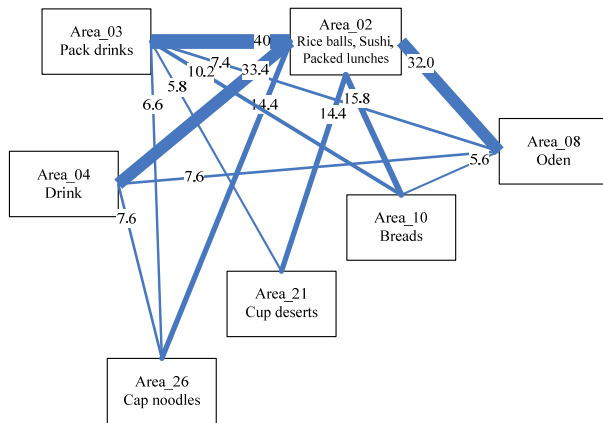 Area_03
Pack drinks
Area_02
Rice balls, Sushi,
Packed lunches
40
7.4
10.2
33.4
32.0
6.6
5.8
14.4
14.4
15.8
Area_08
Oden
5.6
Area_04
Drink
7.6
7.6
Area_10
Breads
Area_21
Cup deserts
Area_26
Cap noodles